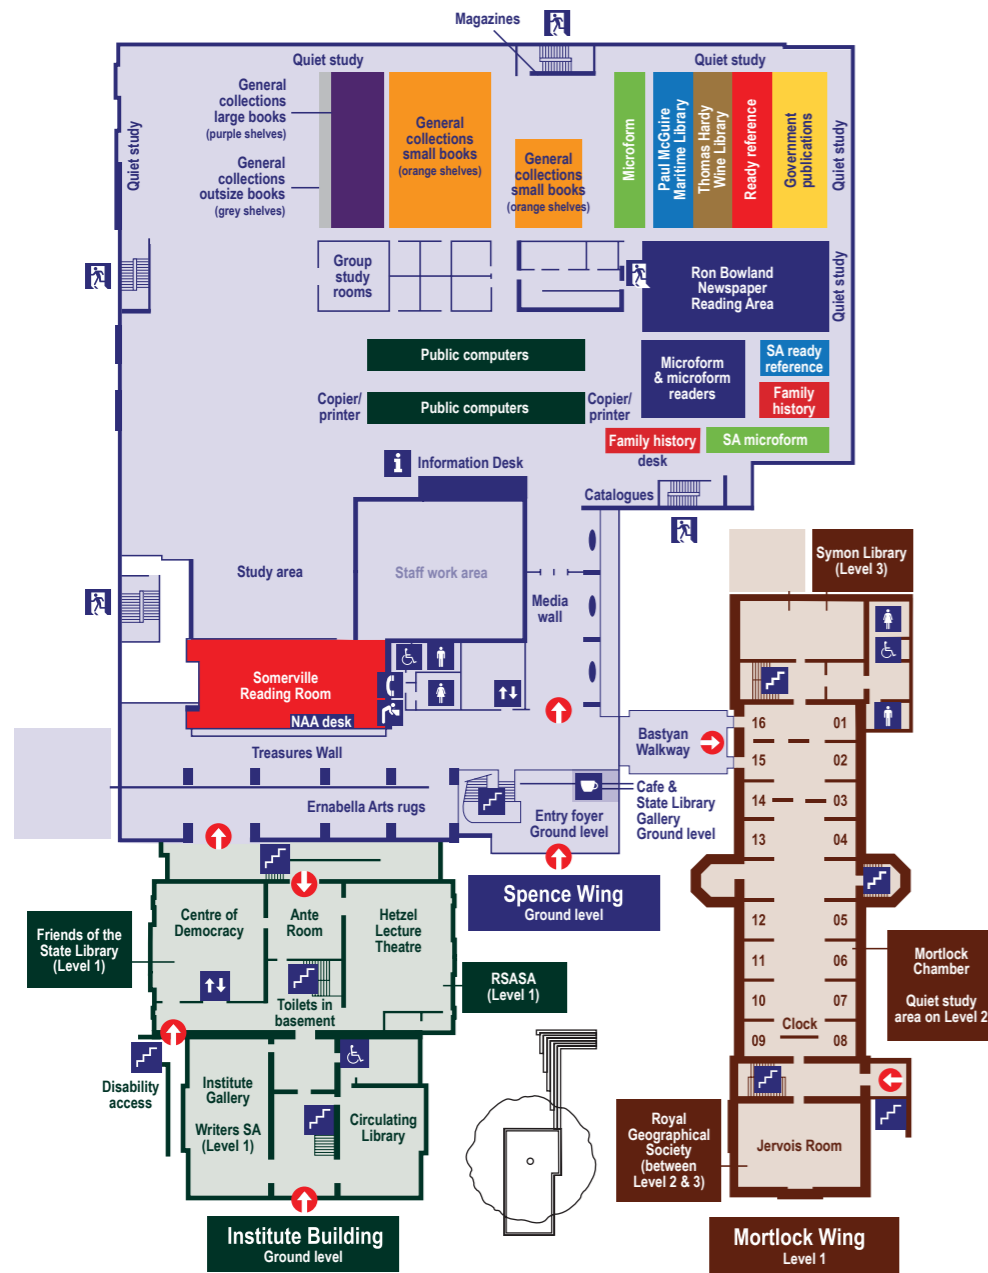 Magazines
Quiet study
Quiet study
General
collections
large books
(purple shelves)
General
collections
outsize books
(grey shelves)
Quiet study
General
collections
small books
(orange shelves)
General
collections
small books
(orange shelves)
Microform
Paul McGuire
Maritime Library
Thomas Hardy
Wine Library
Ready reference
Government
publications
Quiet study
Group
study
rooms
Ron Bowland
Newspaper
Reading Area
Quiet study
Public computers
Microform
& microform
readers
SA ready
reference
Family
history
Copier/
printer
Public computers
Copier/
printer
Family history
desk
SA microform
i
Information Desk
Catalogues
Study area
Staff work area
Media
wall
Symon Library
(Level 3)
Somerville
Reading Room
NAA desk
Treasures Wall
Bastyan
Walkway
Ernabella Arts rugs
Entry foyer
Ground level
Cafe &
State Library
Gallery
Ground level
16
01
15
02
14
03
13
04
12
05
11
06
10
07
Clock
09
08
Spence Wing
Ground level
Friends of the
State Library
(Level 1)
Centre of
Democracy
Ante
Room
Hetzel
Lecture
Theatre
RSASA
(Level 1)
Toilets in
basement
Mortlock
Chamber
Quiet study
area on Level 2
Disability
access
Institute
Gallery
Writers SA
(Level 1)
Circulating
Library
Royal
Geographical
Society
(between
Level 2 & 3)
Jervois Room
Institute Building
Ground level
Mortlock Wing
Level 1